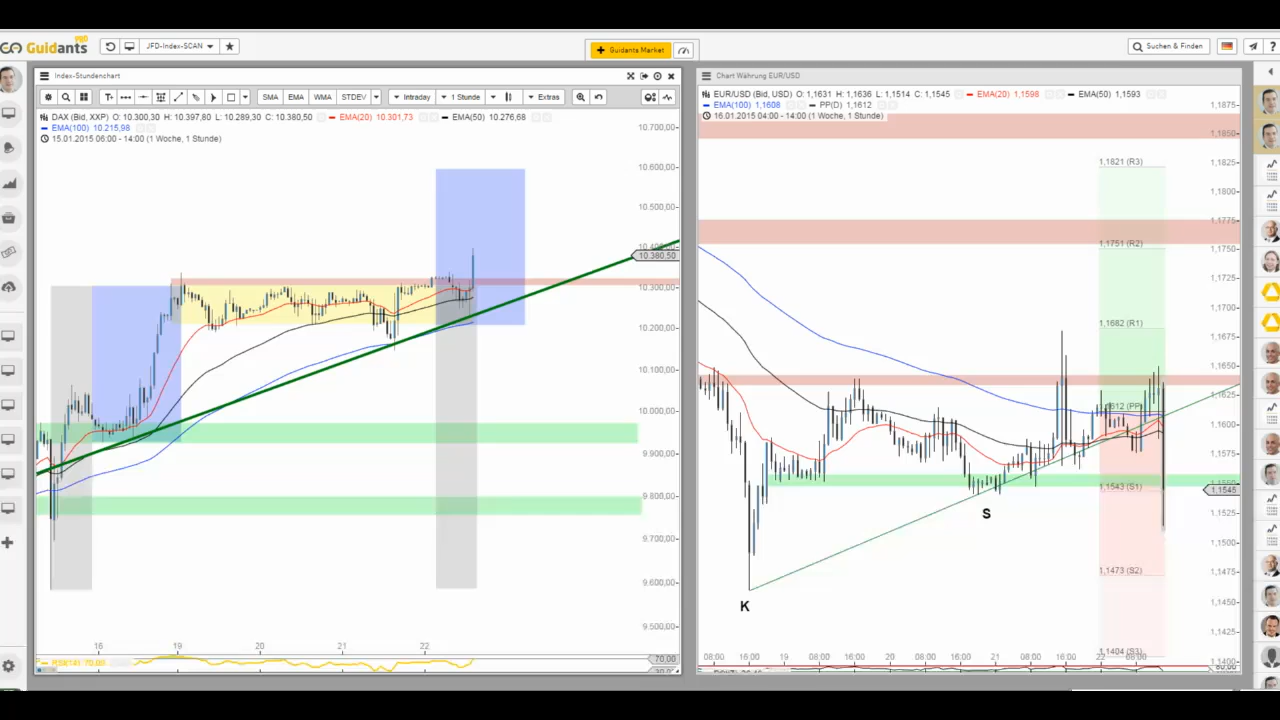 Guidants PRO
JFD-Index-SCAN
Guidants Market
Suchen & Finden
?
Stundenchart
Index-Stundenchart
SMA EMA WMA STDEV Intraday 1 Stunde Extras
DAX (Bid, XXP) O: 10.300,30 H: 10.397,80 L: 10.289,30 C: 10.380,50 EMA(20) 10.301,73 EMA(50) 10.276,68
EMA(100) 10.215,98
15.01.2015 06:00 - 14:00 (1 Woche, 1 Stunde)
10.700,00
10.600,00
10.500,00
10.380,50
10.300,00
10.200,00
10.100,00
10.000,00
9.900,00
9.800,00
9.700,00
9.600,00
9.500,00
16 19 20 21 22
70,00
Chart Währung EUR/USD
EUR/USD (Bid, USD) O: 1,1631 H: 1,1636 L: 1,1514 C: 1,1545 EMA(20) 1,1598 EMA(50) 1,1593
EMA(100) 1,1608 PP(D) 1,1612
16.01.2015 04:00 - 14:00 (1 Woche, 1 Stunde)
1,1875
1,1850
1,1821 (R3)
1,1825
1,1800
1,1775
1,1751 (R2)
1,1750
1,1725
1,1700
1,1682 (R1)
1,1675
1,1650
1,1625
1,1612 (PP)
1,1600
1,1575
1,1543 (S1)
1,1545
1,1525
S
1,1500
1,1473 (S2)
1,1475
1,1450
K
1,1425
1,1404 (S3)
1,1400
08:00 16:00 19 08:00 16:00 20 08:00 16:00 21 08:00 16:00 22 08:00